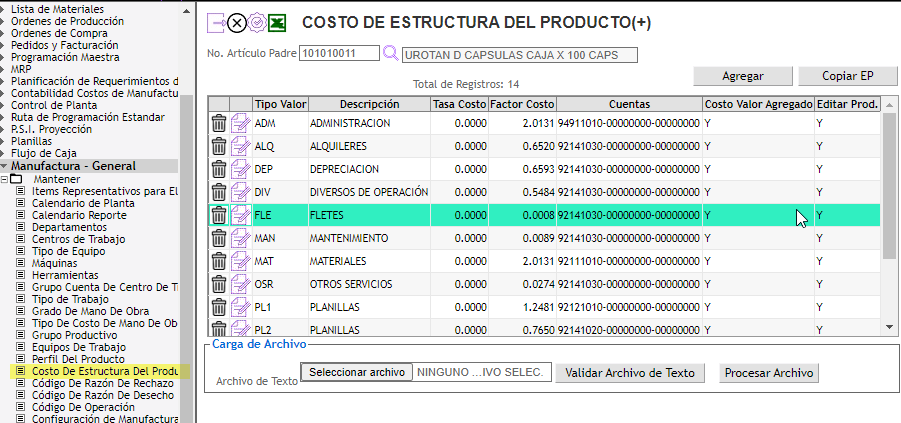 Lista de Materiales
Ordenes de Producción
Ordenes de Compra
Pedidos y Facturación
Programación Maestra
MRP
Planificación de Requerimientos d
Contabilidad Costos de Manufactu
Control de Planta
Ruta de Programación Estandar
P.S.I. Proyección
Planillas
Flujo de Caja
Manufactura - General
Mantener
Items Representativos para El
Calendario de Planta
Calendario Reporte
Departamentos
Centros de Trabajo
Tipo de Equipo
Máquinas
Herramientas
Grupo Cuenta De Centro De Ti
Tipo de Trabajo
Grado De Mano De Obra
Tipo De Costo De Mano De Ob
Grupo Productivo
Equipos De Trabajo
Perfil Del Producto
Costo De Estructura Del Produ
Código De Razón De Rechazo
Código De Razón De Desecho
Código De Operación
Configuración de Manufactura
COSTO DE ESTRUCTURA DEL PRODUCTO(+)
No. Artículo Padre 101010011 UROTAN D CAPSULAS CAJA X 100 CAPS
Total de Registros: 14
Agregar Copiar EP
Tipo Valor Descripción Tasa Costo Factor Costo Cuentas Costo Valor Agregado Editar Prod.
ADM ADMINISTRACION 0.0000 2.0131 94911010-00000000-00000000 Y Y
ALQ ALQUILERES 0.0000 0.6520 92141030-00000000-00000000 Y Y
DEP DEPRECIACION 0.0000 0.6593 92141030-00000000-00000000 Y Y
DIV DIVERSOS DE OPERACIÓN 0.0000 0.5484 92141030-00000000-00000000 Y Y
FLE FLETES 0.0000 0.0008 92141030-00000000-00000000 Y Y
MAN MANTENIMIENTO 0.0000 0.0089 92141030-00000000-00000000 Y Y
MAT MATERIALES 0.0000 2.0131 92111010-00000000-00000000 Y Y
OSR OTROS SERVICIOS 0.0000 0.0274 92141030-00000000-00000000 Y Y
PL1 PLANILLAS 0.0000 1.2481 92121010-00000000-00000000 Y Y
PL2 PLANILLAS 0.0000 0.7650 92141020-00000000-00000000 Y Y
Carga de Archivo
Archivo de Texto Seleccionar archivo NINGUNO ...IVO SELEC. Validar Archivo de Texto Procesar Archivo